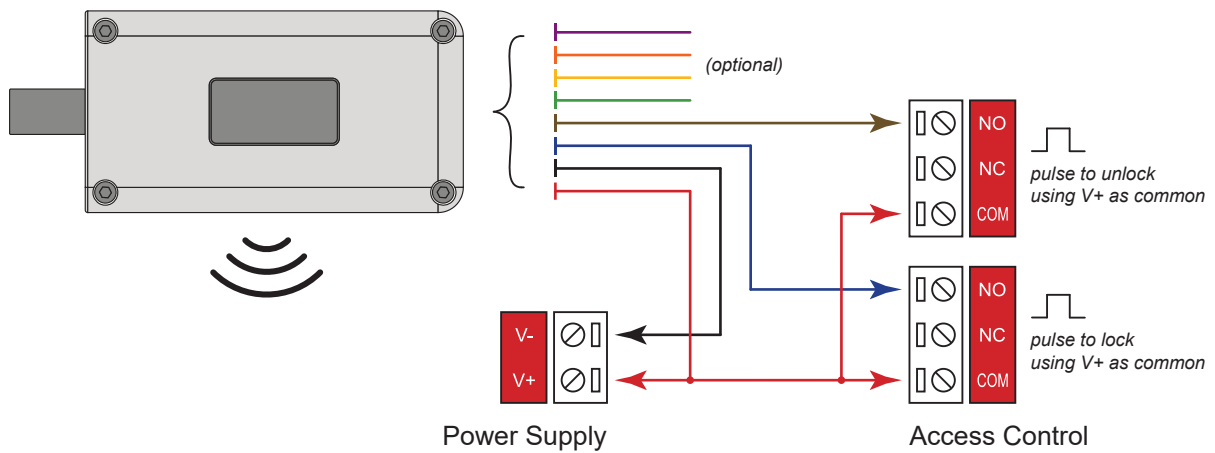 (optional)
NO
NC
COM
pulse to unlock
using V+ as common
NO
NC
COM
pulse to lock
using V+ as common
V-
V+
Power Supply
Access Control